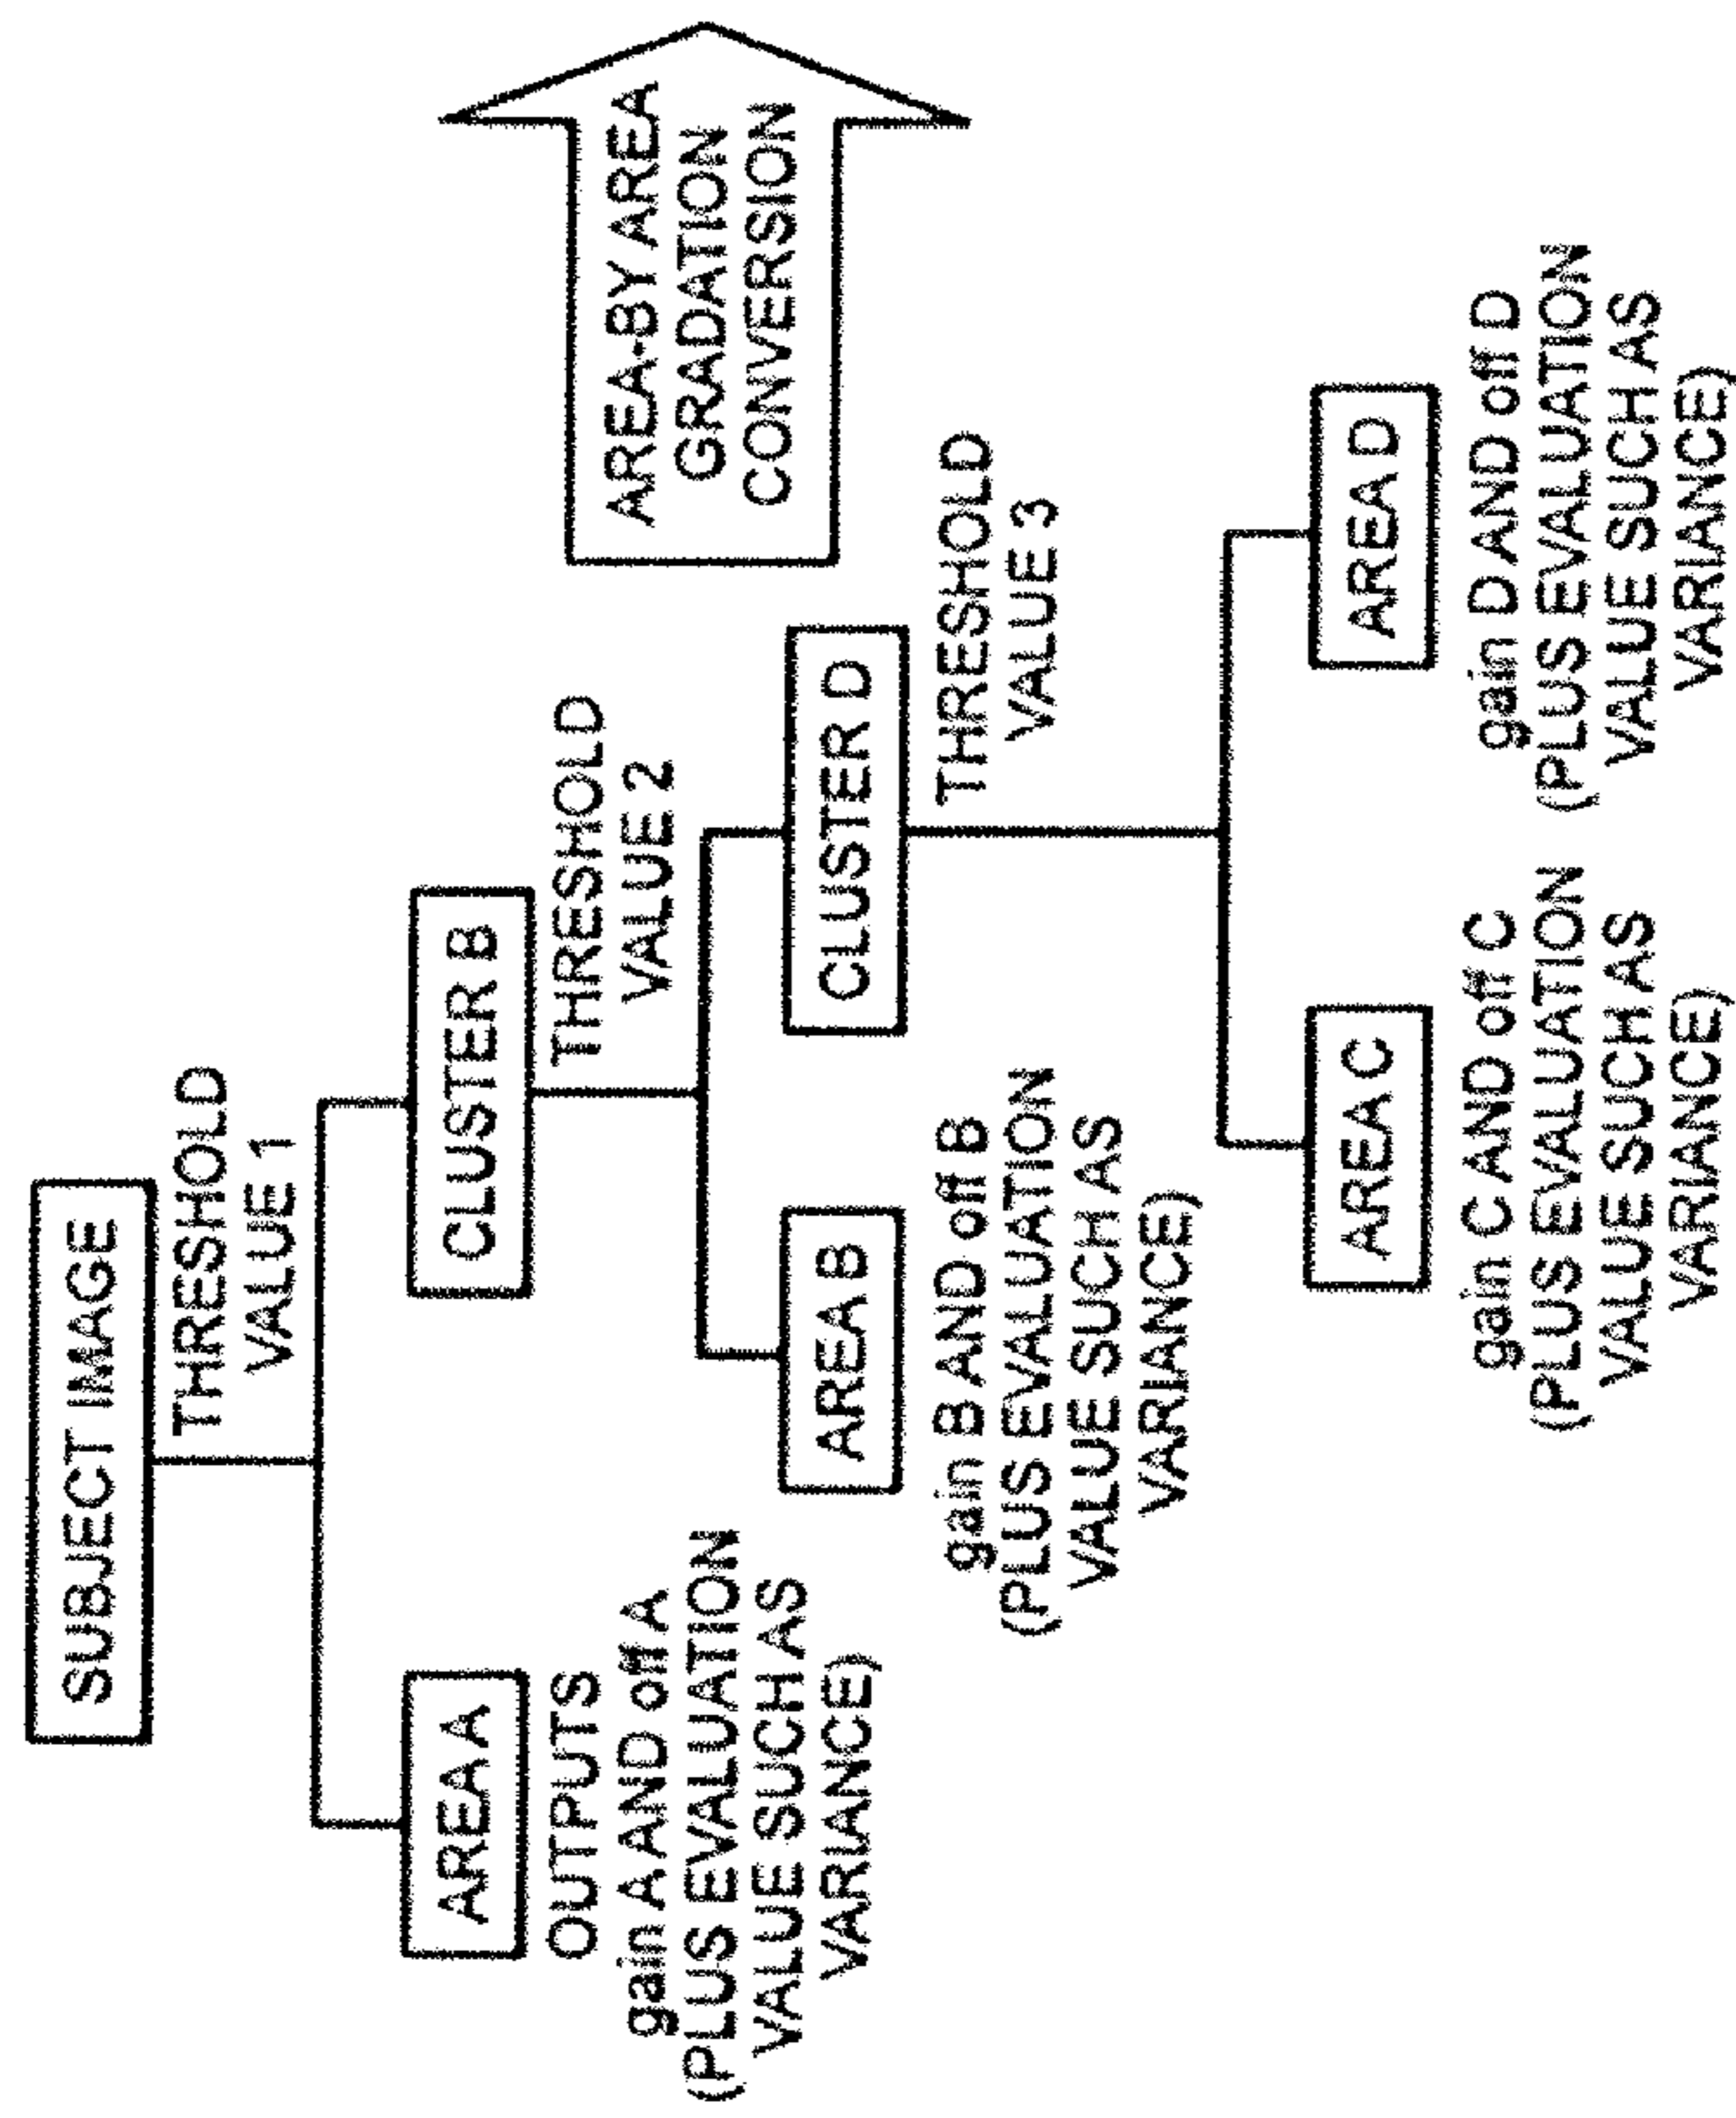 SUBJECT IMAGE
THRESHOLD
VALUE 1
AREA A
OUTPUTS
gain A AND off A
(PLUS EVALUATION
VALUE SUCH AS
VARIANCE)
CLUSTER B
THRESHOLD
VALUE 2
AREA B
gain B AND off B
(PLUS EVALUATION
VALUE SUCH AS
VARIANCE)
CLUSTER D
THRESHOLD
VALUE 3
AREA C
gain C AND off C
(PLUS EVALUATION
VALUE SUCH AS
VARIANCE)
AREA D
gain D AND off D
(PLUS EVALUATION
VALUE SUCH AS
VARIANCE)
AREA-BY AREA
GRADATION
CONVERSION